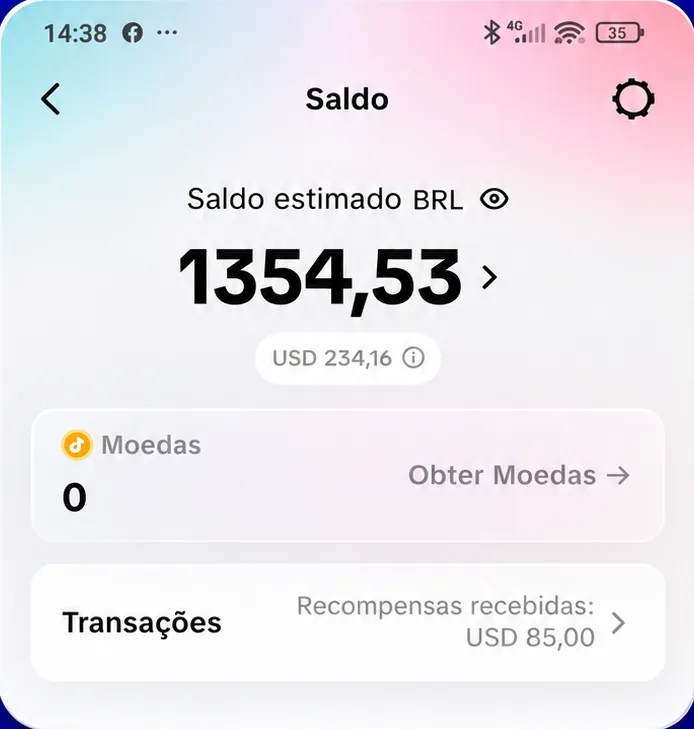 14:38 ...
4G 35
Saldo
Saldo estimado BRL
1354,53 >
USD 234,16
Moedas
0
Obter Moedas →
Transações
Recompensas recebidas:
USD 85,00